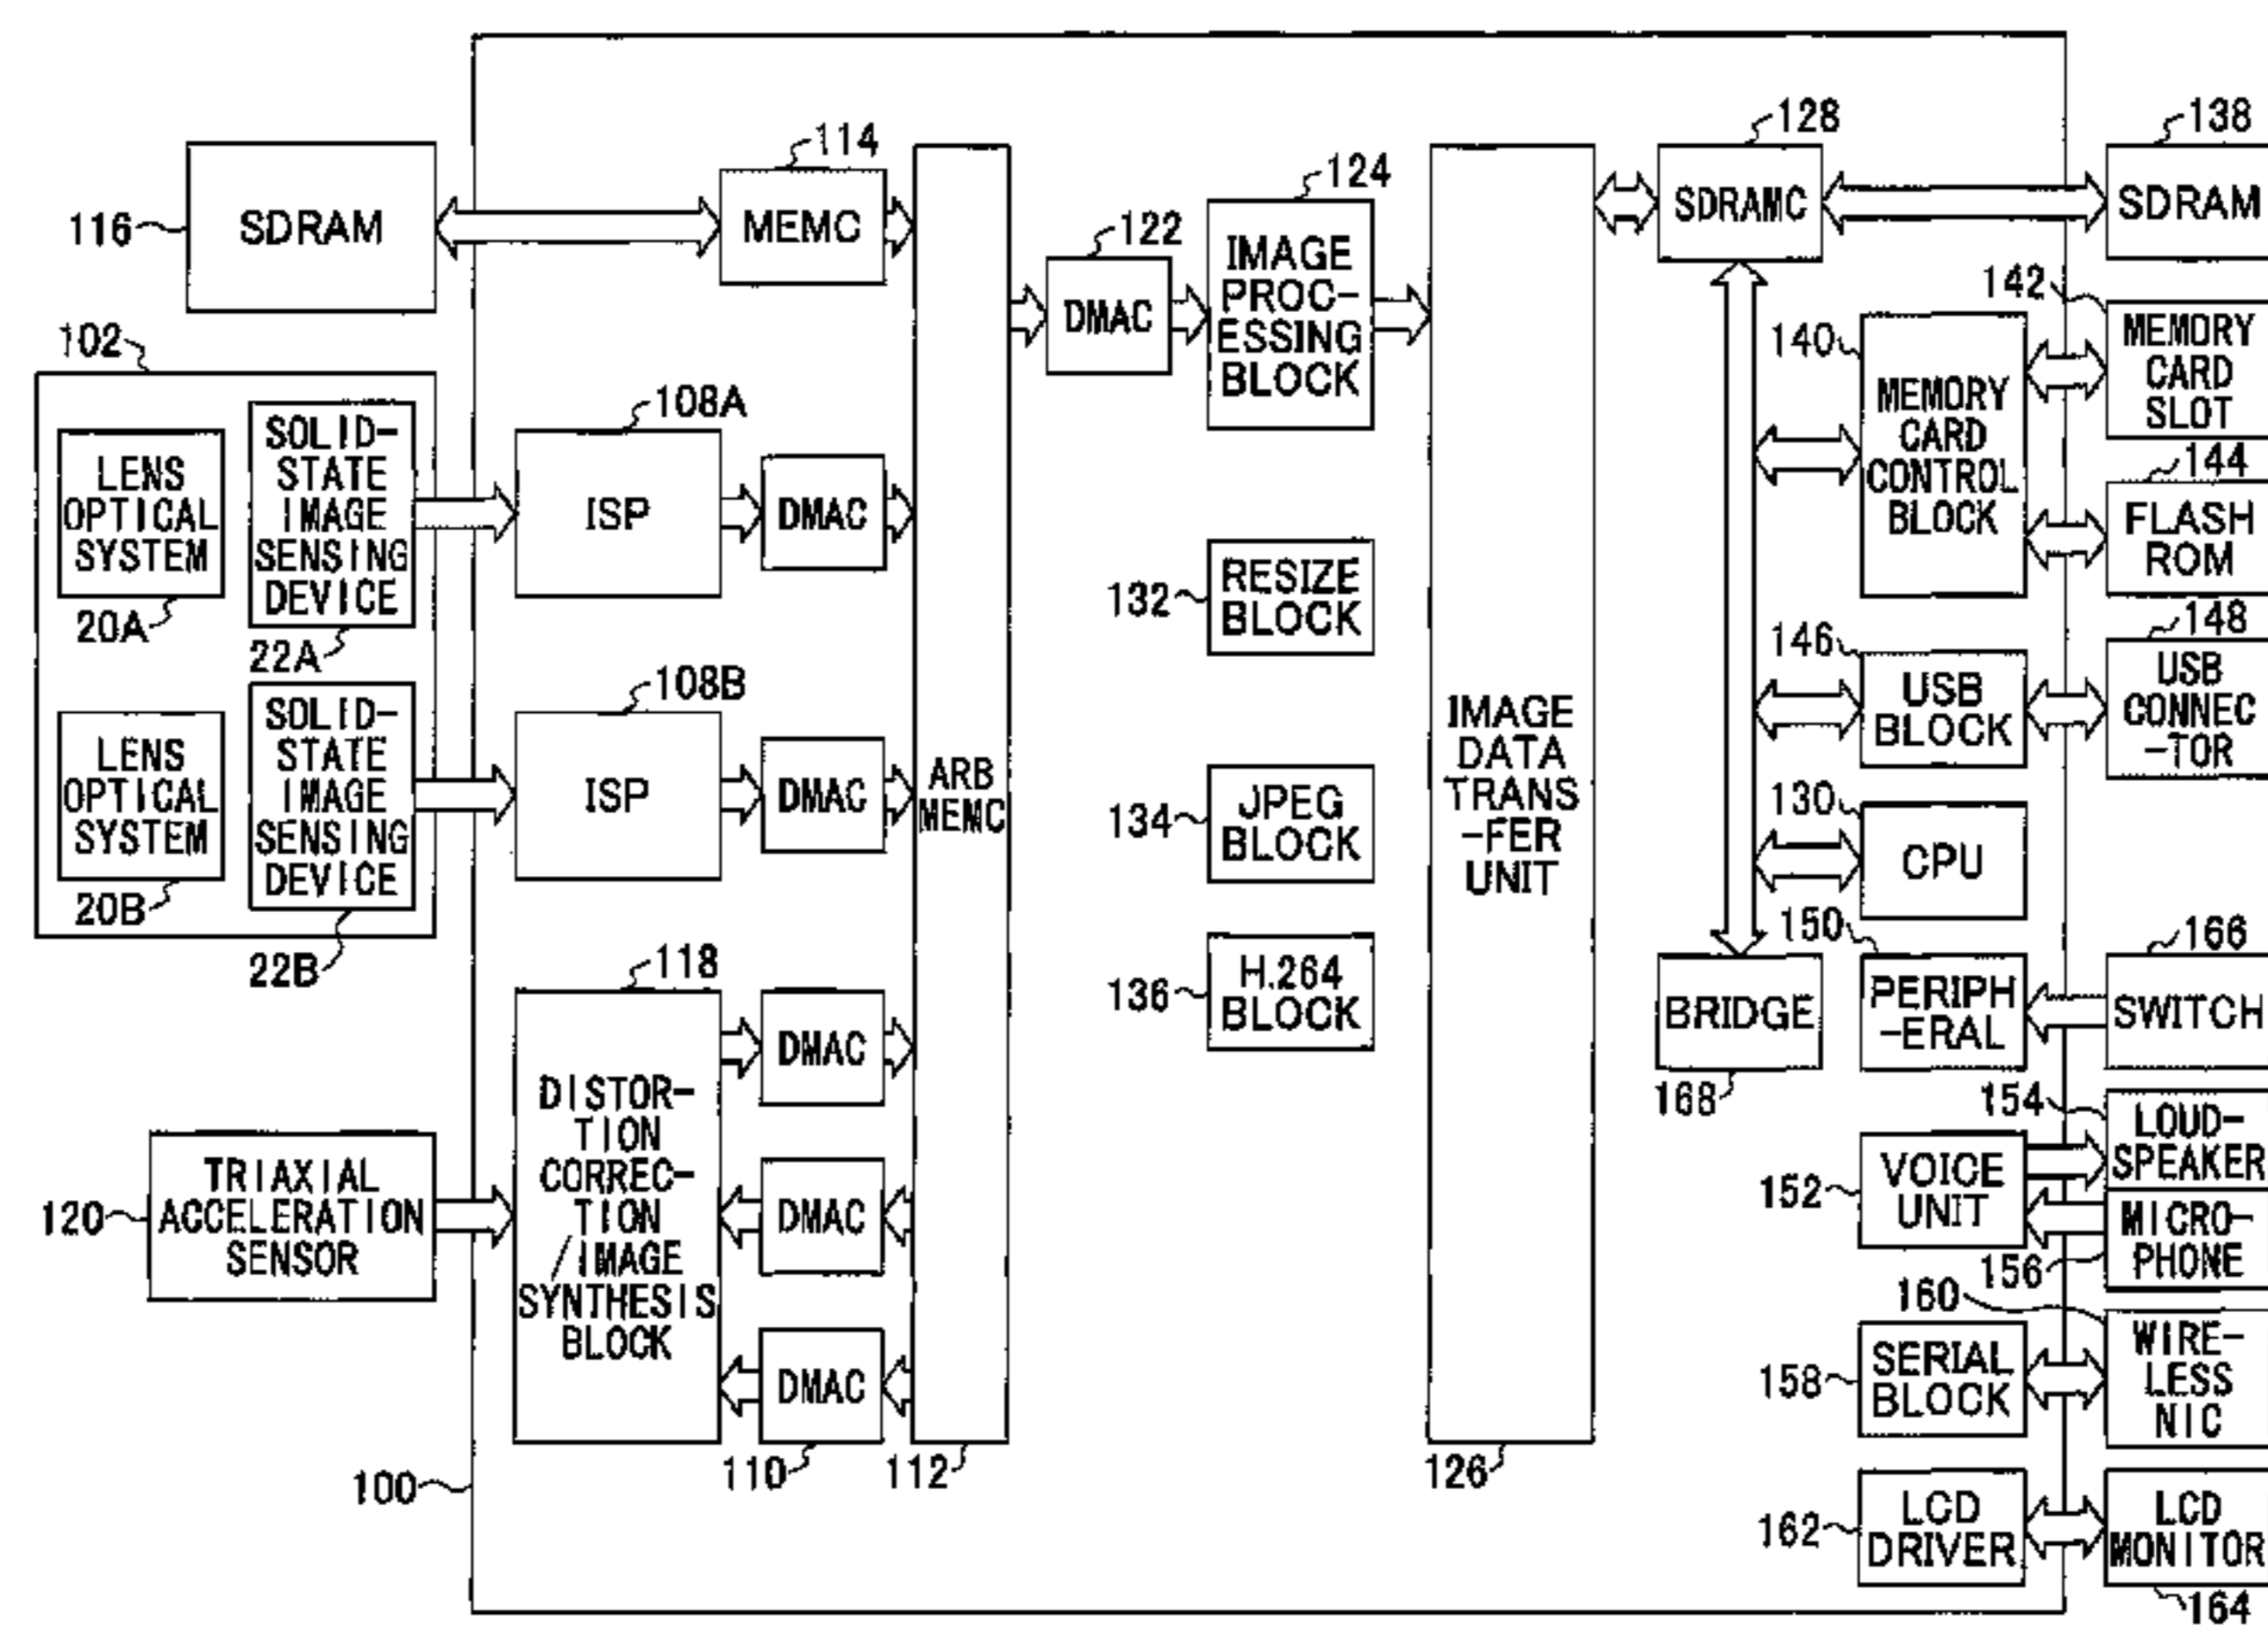 116
SDRAM
114
MEMC
102
LENS
OPTICAL
SYSTEM
20A
SOLID-
STATE
IMAGE
SENSING
DEVICE
22A
108A
ISP
DMAC
LENS
OPTICAL
SYSTEM
20B
SOLID-
STATE
IMAGE
SENSING
DEVICE
22B
108B
ISP
DMAC
118
DISTOR-
TION
CORREC-
TION
/IMAGE
SYNTHESIS
BLOCK
DMAC
DMAC
DMAC
110
120
TRIAXIAL
ACCELERATION
SENSOR
100
ARB
MEMC
112
122
DMAC
124
IMAGE
PROC-
ESSING
BLOCK
132
RESIZE
BLOCK
134
JPEG
BLOCK
136
H.264
BLOCK
IMAGE
DATA
TRANS
-FER
UNIT
126
128
SDRAMC
138
SDRAM
140
MEMORY
CARD
CONTROL
BLOCK
142
MEMORY
CARD
SLOT
144
FLASH
ROM
146
USB
BLOCK
148
USB
CONNEC
-TOR
130
CPU
BRIDGE
168
150
PERIPH
-ERAL
166
SWITCH
152
VOICE
UNIT
154
LOUD-
SPEAKER
156
MICRO-
PHONE
158
SERIAL
BLOCK
160
WIRE-
LESS
NIC
162
LCD
DRIVER
LCD
MONITOR
164